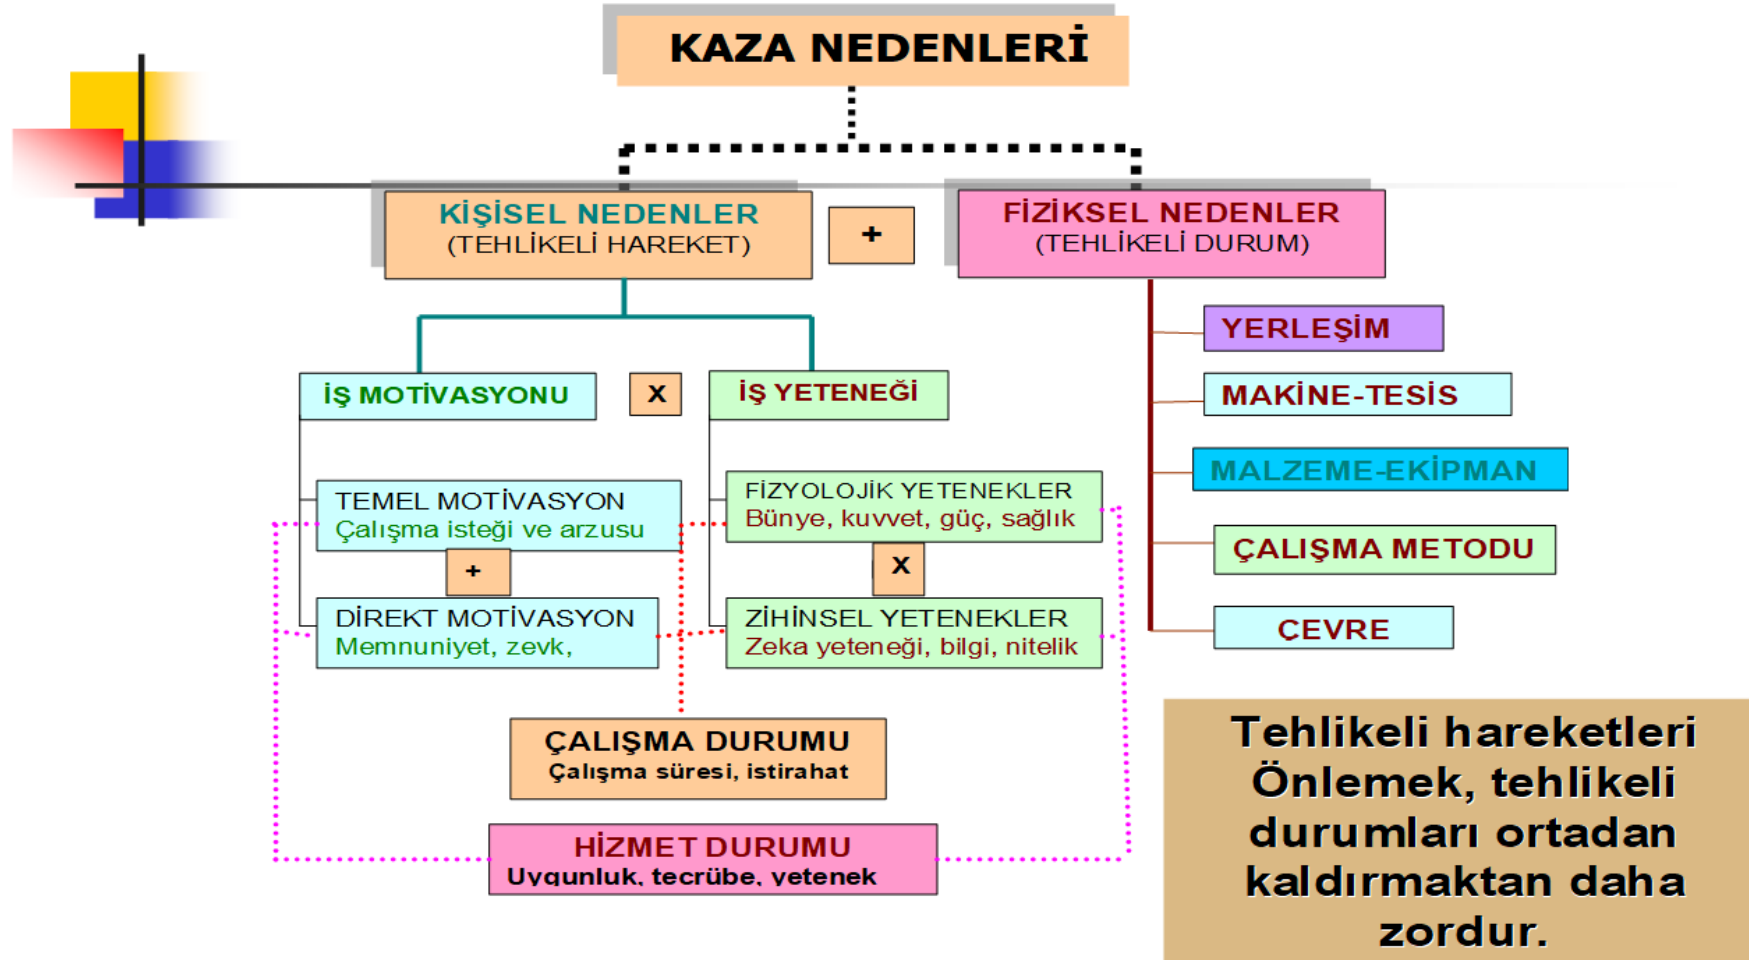 KAZA NEDENLERİ
KİŞİSEL NEDENLER
(TEHLİKELİ HAREKET)
+
FİZİKSEL NEDENLER
(TEHLİKELİ DURUM)
İŞ MOTİVASYONU
X
İŞ YETENEĞİ
TEMEL MOTİVASYON
Çalışma isteği ve arzusu
+
DİREKT MOTİVASYON
Memnuniyet, zevk,
FİZYOLOJİK YETENEKLER
Bünye, kuvvet, güç, sağlık
X
ZİHİNSEL YETENEKLER
Zeka yeteneği, bilgi, nitelik
ÇALIŞMA DURUMU
Çalışma süresi, istirahat
HİZMET DURUMU
Uygunluk, tecrübe, yetenek
YERLEŞİM
MAKİNE-TESİS
MALZEME-EKİPMAN
ÇALIŞMA METODU
ÇEVRE
Tehlikeli hareketleri
Önlemek, tehlikeli
durumları ortadan
kaldırmaktan daha
zordur.